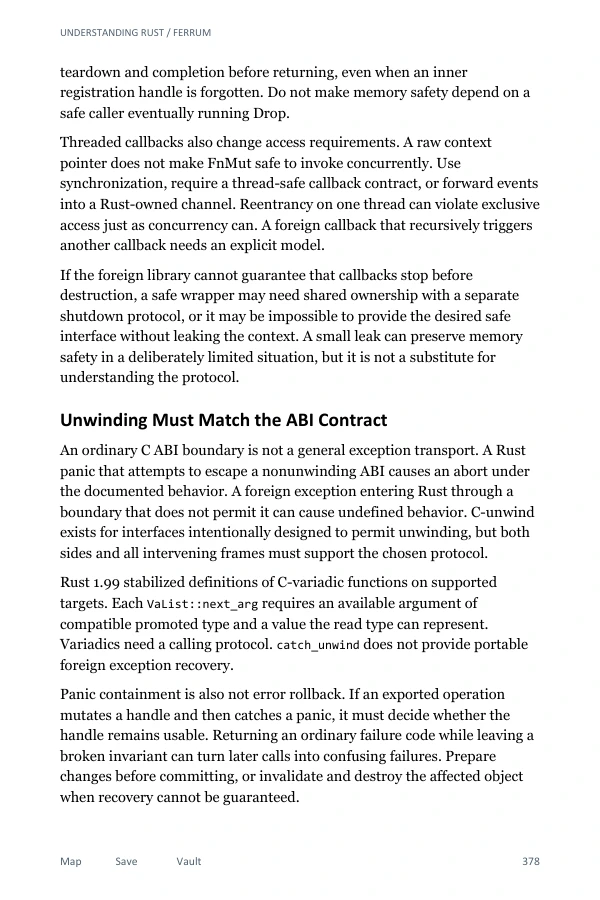 UNDERSTANDING RUST / FERRUM
teardown and completion before returning, even when an inner
registration handle is forgotten. Do not make memory safety depend on a
safe caller eventually running Drop.
Threaded callbacks also change access requirements. A raw context
pointer does not make FnMut safe to invoke concurrently. Use
synchronization, require a thread-safe callback contract, or forward events
into a Rust-owned channel. Reentrancy on one thread can violate exclusive
access just as concurrency can. A foreign callback that recursively triggers
another callback needs an explicit model.
If the foreign library cannot guarantee that callbacks stop before
destruction, a safe wrapper may need shared ownership with a separate
shutdown protocol, or it may be impossible to provide the desired safe
interface without leaking the context. A small leak can preserve memory
safety in a deliberately limited situation, but it is not a substitute for
understanding the protocol.
Unwinding Must Match the ABI Contract
An ordinary C ABI boundary is not a general exception transport. A Rust
panic that attempts to escape a nonunwinding ABI causes an abort under
the documented behavior. A foreign exception entering Rust through a
boundary that does not permit it can cause undefined behavior. C-unwind
exists for interfaces intentionally designed to permit unwinding, but both
sides and all intervening frames must support the chosen protocol.
Rust 1.99 stabilized definitions of C-variadic functions on supported
targets. Each VaList::next_arg requires an available argument of
compatible promoted type and a value the read type can represent.
Variadics need a calling protocol. catch_unwind does not provide portable
foreign exception recovery.
Panic containment is also not error rollback. If an exported operation
mutates a handle and then catches a panic, it must decide whether the
handle remains usable. Returning an ordinary failure code while leaving a
broken invariant can turn later calls into confusing failures. Prepare
changes before committing, or invalidate and destroy the affected object
when recovery cannot be guaranteed.
Map Save Vault 378